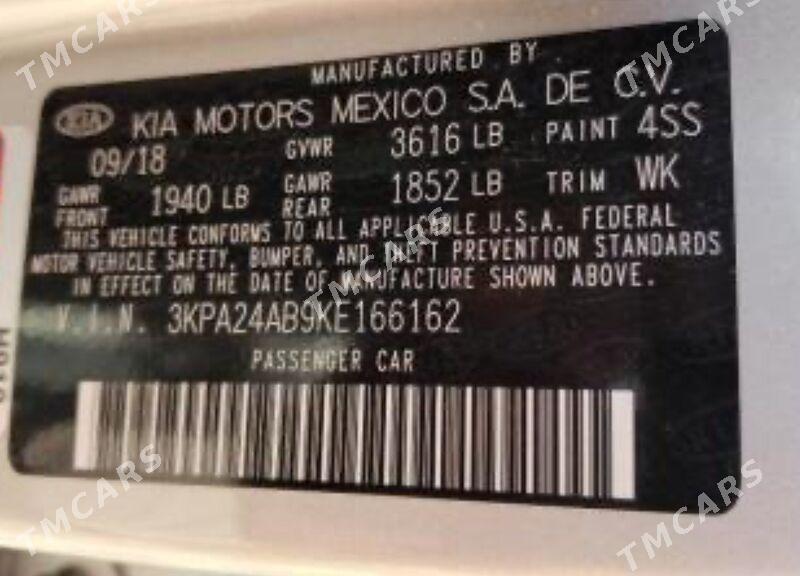 MANUFACTURED BY
KIA KIA MOTORS MEXICO S.A. DE C.V.
09/18 GVWR 3616 LB PAINT 4SS
GAWR FRONT 1940 LB GAWR REAR 1852 LB TRIM WK
THIS VEHICLE CONFORMS TO ALL APPLICABLE U.S.A. FEDERAL
MOTOR VEHICLE SAFETY, BUMPER, AND THEFT PREVENTION STANDARDS
IN EFFECT ON THE DATE OF MANUFACTURE SHOWN ABOVE.
V.I.N. 3KPA24AB9KE166162
PASSENGER CAR
TMCARS
TMCARS
TMCARS
TMCARS
TMCARS